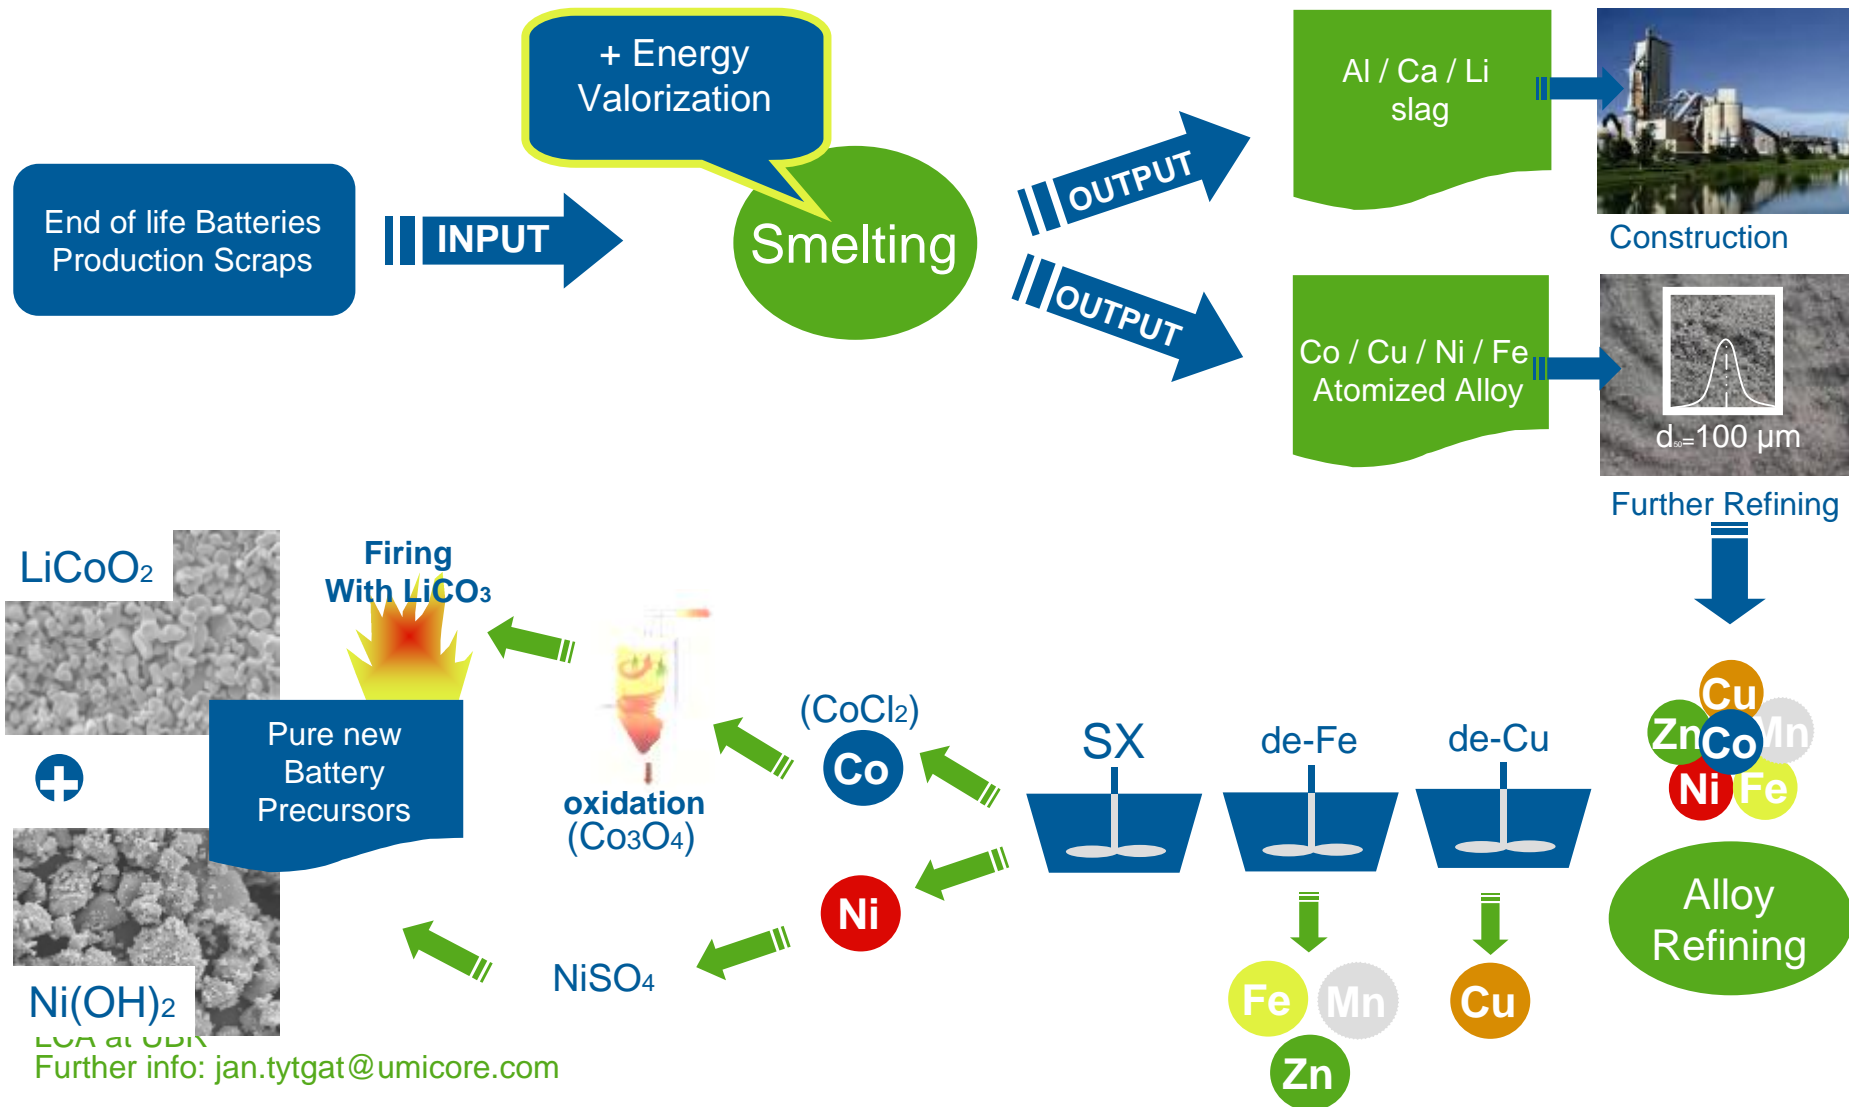 + Energy
Valorization
End of life Batteries
Production Scraps
INPUT
Smelting
OUTPUT
OUTPUT
Al / Ca / Li
slag
Construction
Co / Cu / Ni / Fe
Atomized Alloy
d50=100 µm
Further Refining
Cu
Zn
Co
Mn
Ni
Fe
Alloy
Refining
de-Cu
Cu
de-Fe
Fe
Mn
Zn
SX
(CoCl2)
Co
Ni
NiSO4
oxidation
(Co3O4)
Firing
With LiCO3
Pure new
Battery
Precursors
LiCoO2
+
Ni(OH)2
LCA at UBR
Further info: jan.tytgat@umicore.com